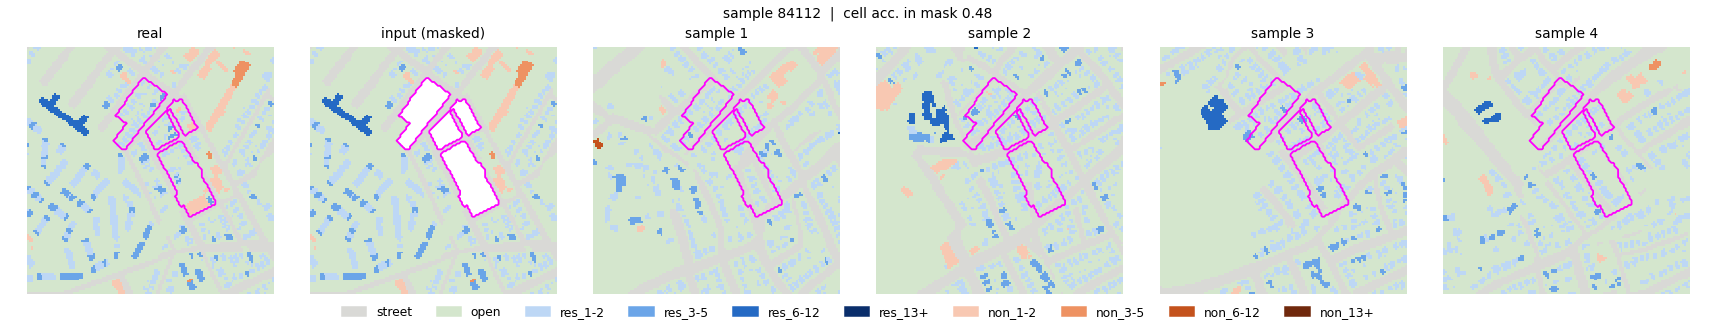 sample 84112 | cell acc. in mask 0.48
real
input (masked)
sample 1
sample 2
sample 3
sample 4
street
open
res_1-2
res_3-5
res_6-12
res_13+
non_1-2
non_3-5
non_6-12
non_13+